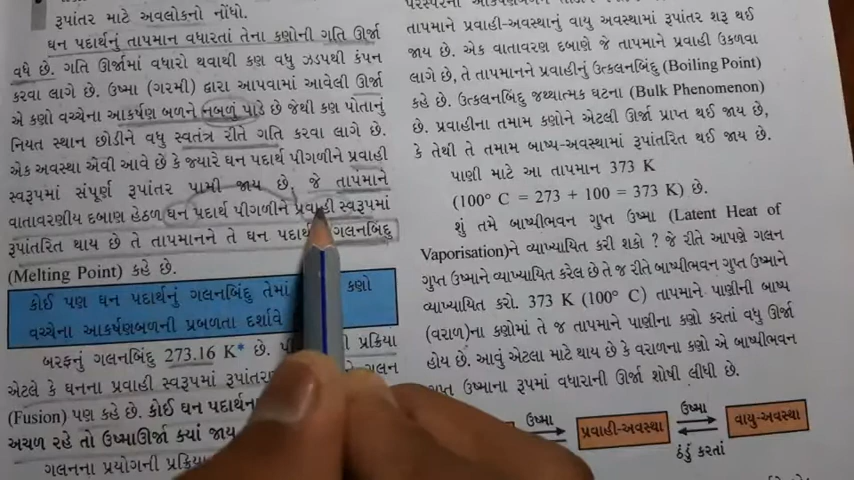 રૂપાંતર માટે અવલોકનો નોંધો.
ઘન પદાર્થનું તાપમાન વધારતાં તેના કણોની ગતિ ઊર્જા
વધે છે. ગતિ ઊર્જામાં વધારો થવાથી કણ વધુ ઝડપથી કંપન
કરવા લાગે છે. ઉષ્મા (ગરમી) દ્વારા આપવામાં આવેલી ઊર્જા
એ કણો વચ્ચેના આકર્ષણ બળને નબળું પાડે છે જેથી કણ પોતાનું
નિયત સ્થાન છોડીને વધુ સ્વતંત્ર રીતે ગતિ કરવા લાગે છે.
એક અવસ્થા એવી આવે છે કે જ્યારે ઘન પદાર્થ પીગળીને પ્રવાહી
સ્વરૂપમાં સંપૂર્ણ રૂપાંતર પામી જાય છે, જે તાપમાને
વાતાવરણીય દબાણ હેઠળ ઘન પદાર્થ પીગળીને પ્રવાહી સ્વરૂપમાં
રૂપાંતરિત થાય છે તે તાપમાનને તે ઘન પદાર્થ ગલનબિંદુ
(Melting Point) કહે છે.
કોઈ પણ ઘન પદાર્થનું ગલનબિંદુ તેમાં કણો
વચ્ચેના આકર્ષણબળની પ્રબળતા દર્શાવે
બરફનું ગલનબિંદુ 273.16 K* છે. પ્રક્રિયા
એટલે કે ઘનના પ્રવાહી સ્વરૂપમાં ગલન
(Fusion) પણ કહે છે. કોઈ ઘન પદાર્થના
અચળ રહે તો ઉષ્માઊર્જા ક્યાં જાય
ગલનના પ્રયોગની પ્રક્રિયા
તાપમાને પ્રવાહી-અવસ્થાનું વાયુ અવસ્થામાં રૂપાંતર શરૂ થઈ
જાય છે. એક વાતાવરણ દબાણે જે તાપમાને પ્રવાહી ઉકળવા
લાગે છે, તે તાપમાનને પ્રવાહીનું ઉત્કલનબિંદુ (Boiling Point)
કહે છે. ઉત્કલનબિંદુ જથ્થાત્મક ઘટના (Bulk Phenomenon)
છે. પ્રવાહીના તમામ કણોને એટલી ઊર્જા પ્રાપ્ત થઈ જાય છે,
કે તેથી તે તમામ બાષ્પ-અવસ્થામાં રૂપાંતરિત થઈ જાય છે.
પાણી માટે આ તાપમાન 373 K
(100° C = 273 + 100 = 373 K) છે.
શું તમે બાષ્પીભવન ગુપ્ત ઉષ્મા (Latent Heat of
Vaporisation)ને વ્યાખ્યાયિત કરી શકો ? જે રીતે આપણે ગલન
ગુપ્ત ઉષ્માને વ્યાખ્યાયિત કરેલ છે તે જ રીતે બાષ્પીભવન ગુપ્ત ઉષ્માને
વ્યાખ્યાયિત કરો. 373 K (100° C) તાપમાને પાણીની બાષ્પ
(વરાળ)ના કણોમાં તે જ તાપમાને પાણીના કણો કરતાં વધુ ઊર્જા
હોય છે. આવું એટલા માટે થાય છે કે વરાળના કણો એ બાષ્પીભવન
ગુપ્ત ઉષ્માના રૂપમાં વધારાની ઊર્જા શોષી લીધી છે.
ઉષ્મા પ્રવાહી-અવસ્થા ઉષ્મા વાયુ-અવસ્થા
ઠંડું કરતાં